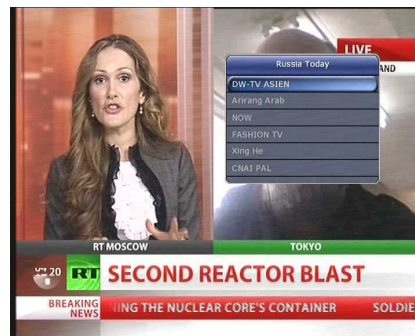 LIVE
AND
Russia Today
DW-TV ASIEN
Arirang Arab
NOW
FASHION TV
Xing He
CNAI PAL
RT MOSCOW
TOKYO
20
RT
SECOND REACTOR BLAST
BREAKING NEWS
ING THE NUCLEAR CORE'S CONTAINER SOLDIE